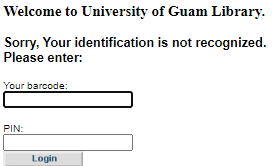 Welcome to University of Guam Library.
Sorry, Your identification is not recognized.
Please enter:
Your barcode:
PIN:
Login